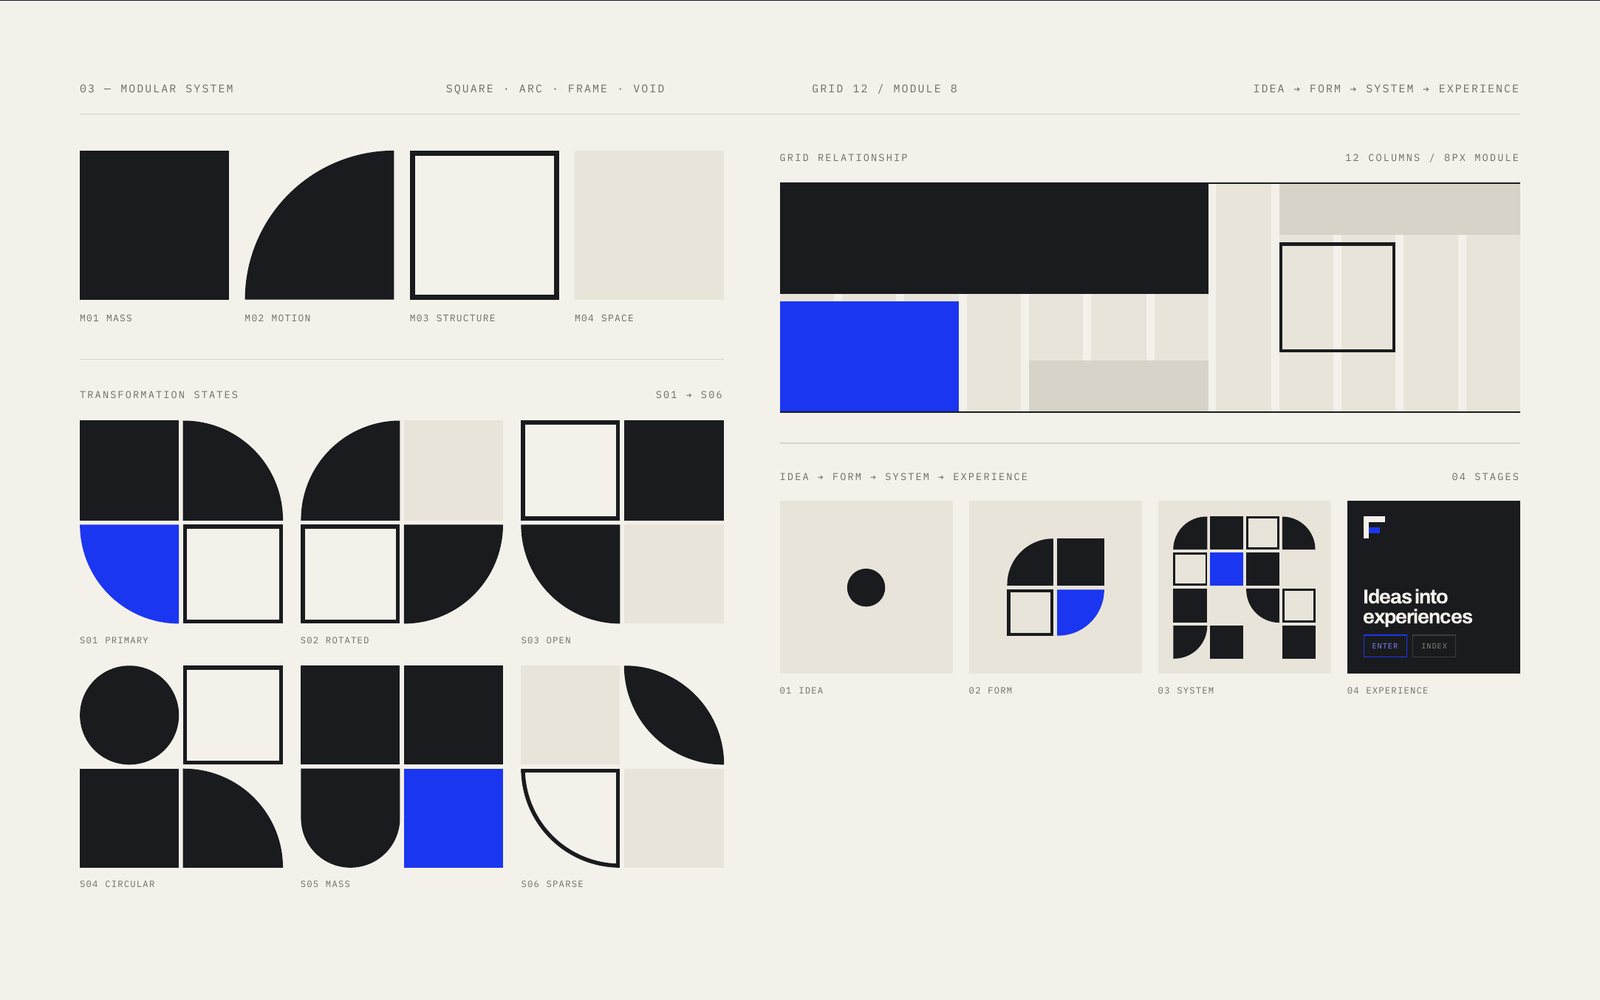 03 — MODULAR SYSTEM
SQUARE · ARC · FRAME · VOID
GRID 12 / MODULE 8
IDEA → FORM → SYSTEM → EXPERIENCE
M01 MASS
M02 MOTION
M03 STRUCTURE
M04 SPACE
TRANSFORMATION STATES
S01 → S06
S01 PRIMARY
S02 ROTATED
S03 OPEN
S04 CIRCULAR
S05 MASS
S06 SPARSE
GRID RELATIONSHIP
12 COLUMNS / 8PX MODULE
IDEA → FORM → SYSTEM → EXPERIENCE
04 STAGES
Ideas into
experiences
ENTER
INDEX
01 IDEA
02 FORM
03 SYSTEM
04 EXPERIENCE